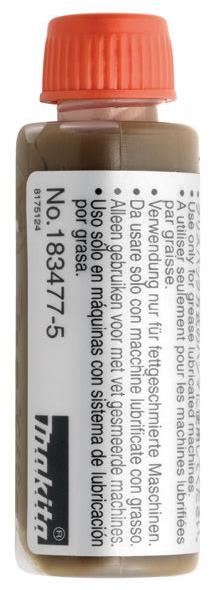 • Use only for grease lubricated machines.
• A utiliser seulement pour les machines lubrifiées
par graisse.
• Verwendung nur für fettgeschmierte Maschinen.
• Da usare solo con macchine lubrificate con grasso.
• Alleen gebruiken voor met vet gesmeerde machines.
• Uso sólo en máquinas con sistema de lubricación
por grasa.
No. 183477-5
makita®
8175124